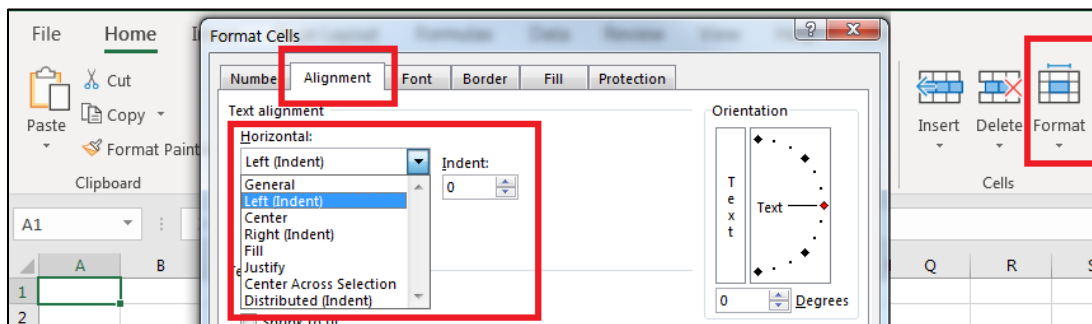 File Home Format Cells
Numbe Alignment Font Border Fill Protection
Cut
Copy
Format Paint
Paste
Clipboard
Text alignment
Horizontal:
Left (Indent)
Indent:
0
General
Left (Indent)
Center
Right (Indent)
Fill
Justify
Center Across Selection
Distributed (Indent)
Orientation
Text
Text
0 Degrees
Insert Delete Format
Cells
A1
A B Q R
1
2